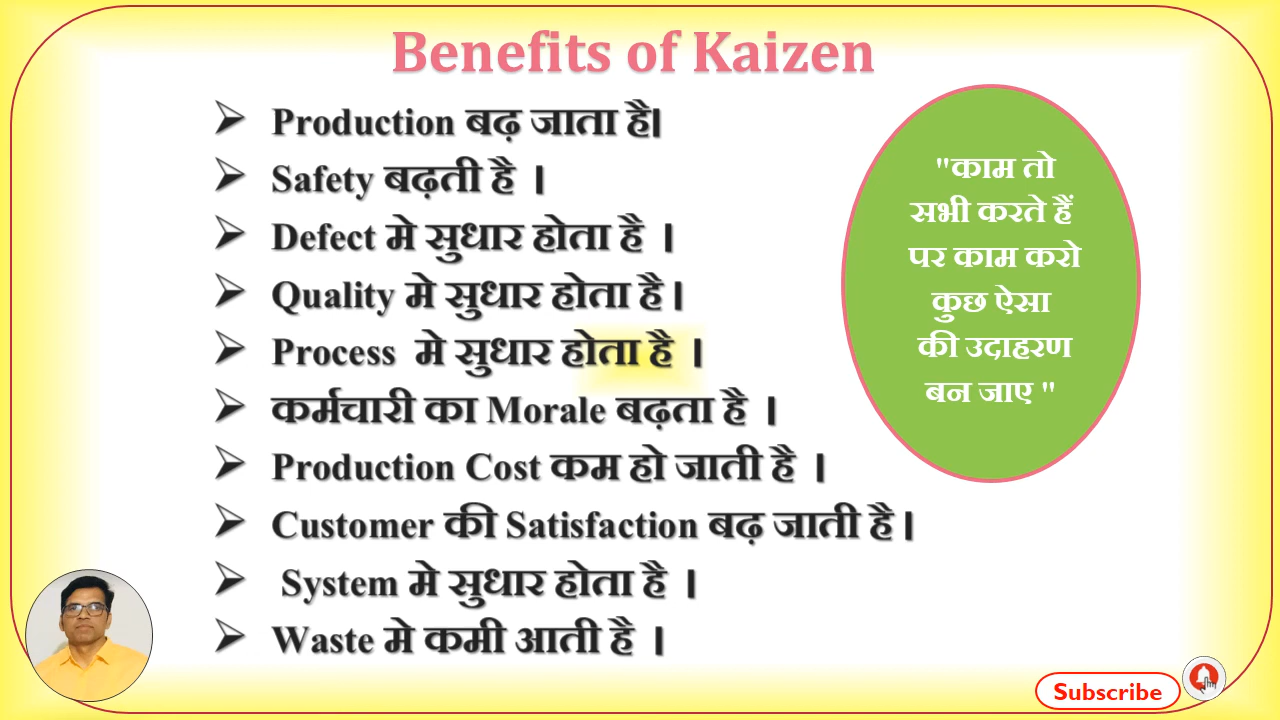 Benefits of Kaizen
Production बढ़ जाता है।
Safety बढ़ती है ।
Defect मे सुधार होता है ।
Quality मे सुधार होता है।
Process मे सुधार होता है ।
कर्मचारी का Morale बढ़ता है ।
Production Cost कम हो जाती है ।
Customer की Satisfaction बढ़ जाती है।
System मे सुधार होता है ।
Waste मे कमी आती है ।
"काम तो
सभी करते हैं
पर काम करो
कुछ ऐसा
की उदाहरण
बन जाए "
Subscribe